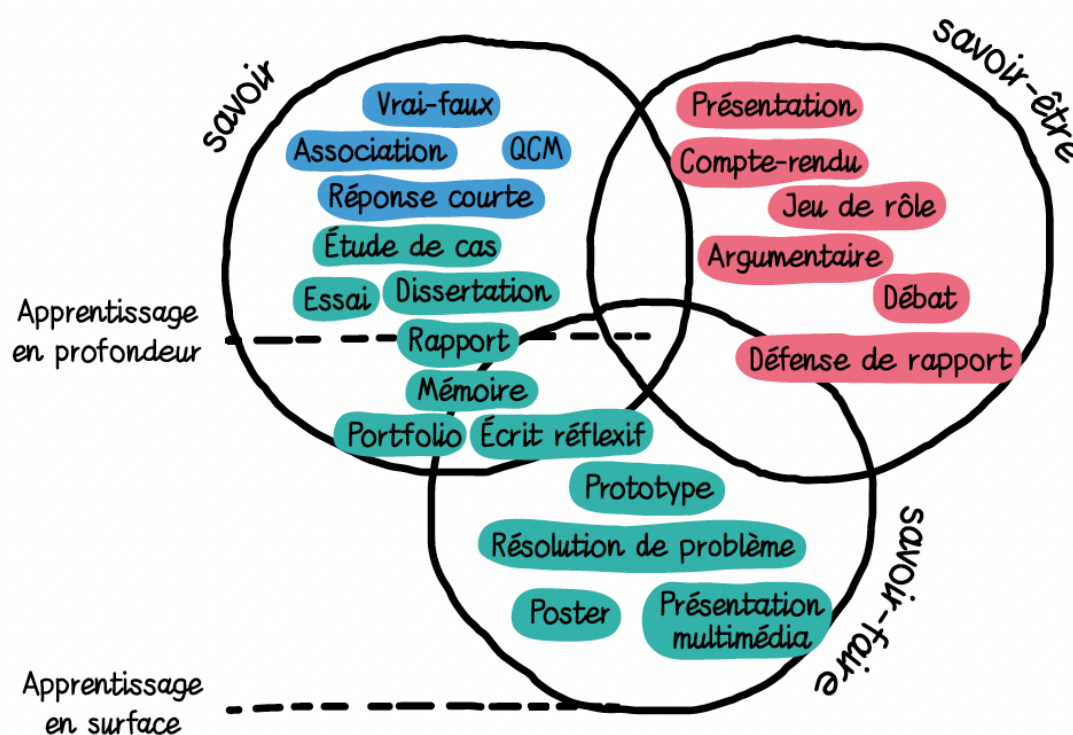 savoir
savoir-être
Vrai-faux
Présentation
Association
QCM
Compte-rendu
Réponse courte
Jeu de rôle
Étude de cas
Argumentaire
Essai
Dissertation
Débat
Apprentissage
en profondeur
Rapport
Défense de rapport
Mémoire
Portfolio
Écrit réflexif
Prototype
Résolution de problème
savoir-faire
Poster
Présentation
multimédia
Apprentissage
en surface